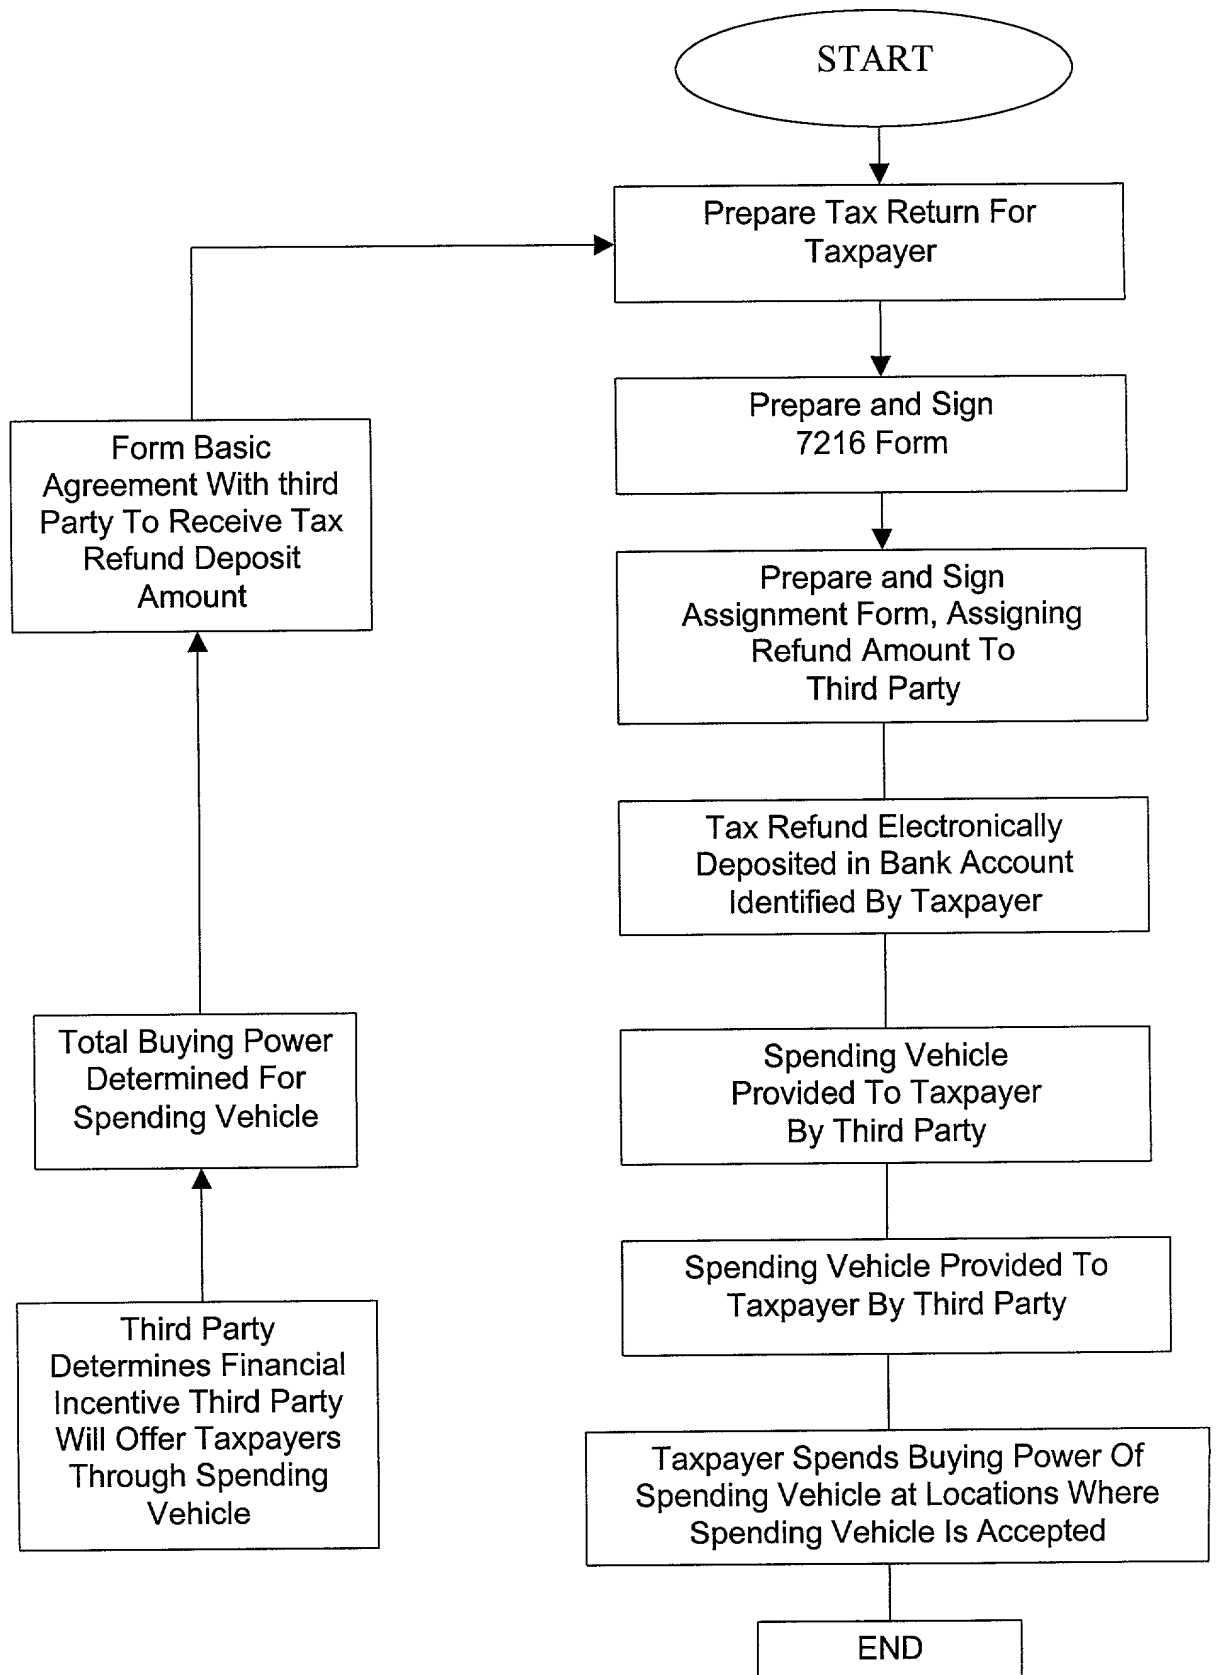 START
Prepare Tax Return For
Taxpayer
Prepare and Sign
7216 Form
Form Basic
Agreement With third
Party To Receive Tax
Refund Deposit
Amount
Prepare and Sign
Assignment Form, Assigning
Refund Amount To
Third Party
Tax Refund Electronically
Deposited in Bank Account
Identified By Taxpayer
Total Buying Power
Determined For
Spending Vehicle
Spending Vehicle
Provided To Taxpayer
By Third Party
Spending Vehicle Provided To
Taxpayer By Third Party
Third Party
Determines Financial
Incentive Third Party
Will Offer Taxpayers
Through Spending
Vehicle
Taxpayer Spends Buying Power Of
Spending Vehicle at Locations Where
Spending Vehicle Is Accepted
END